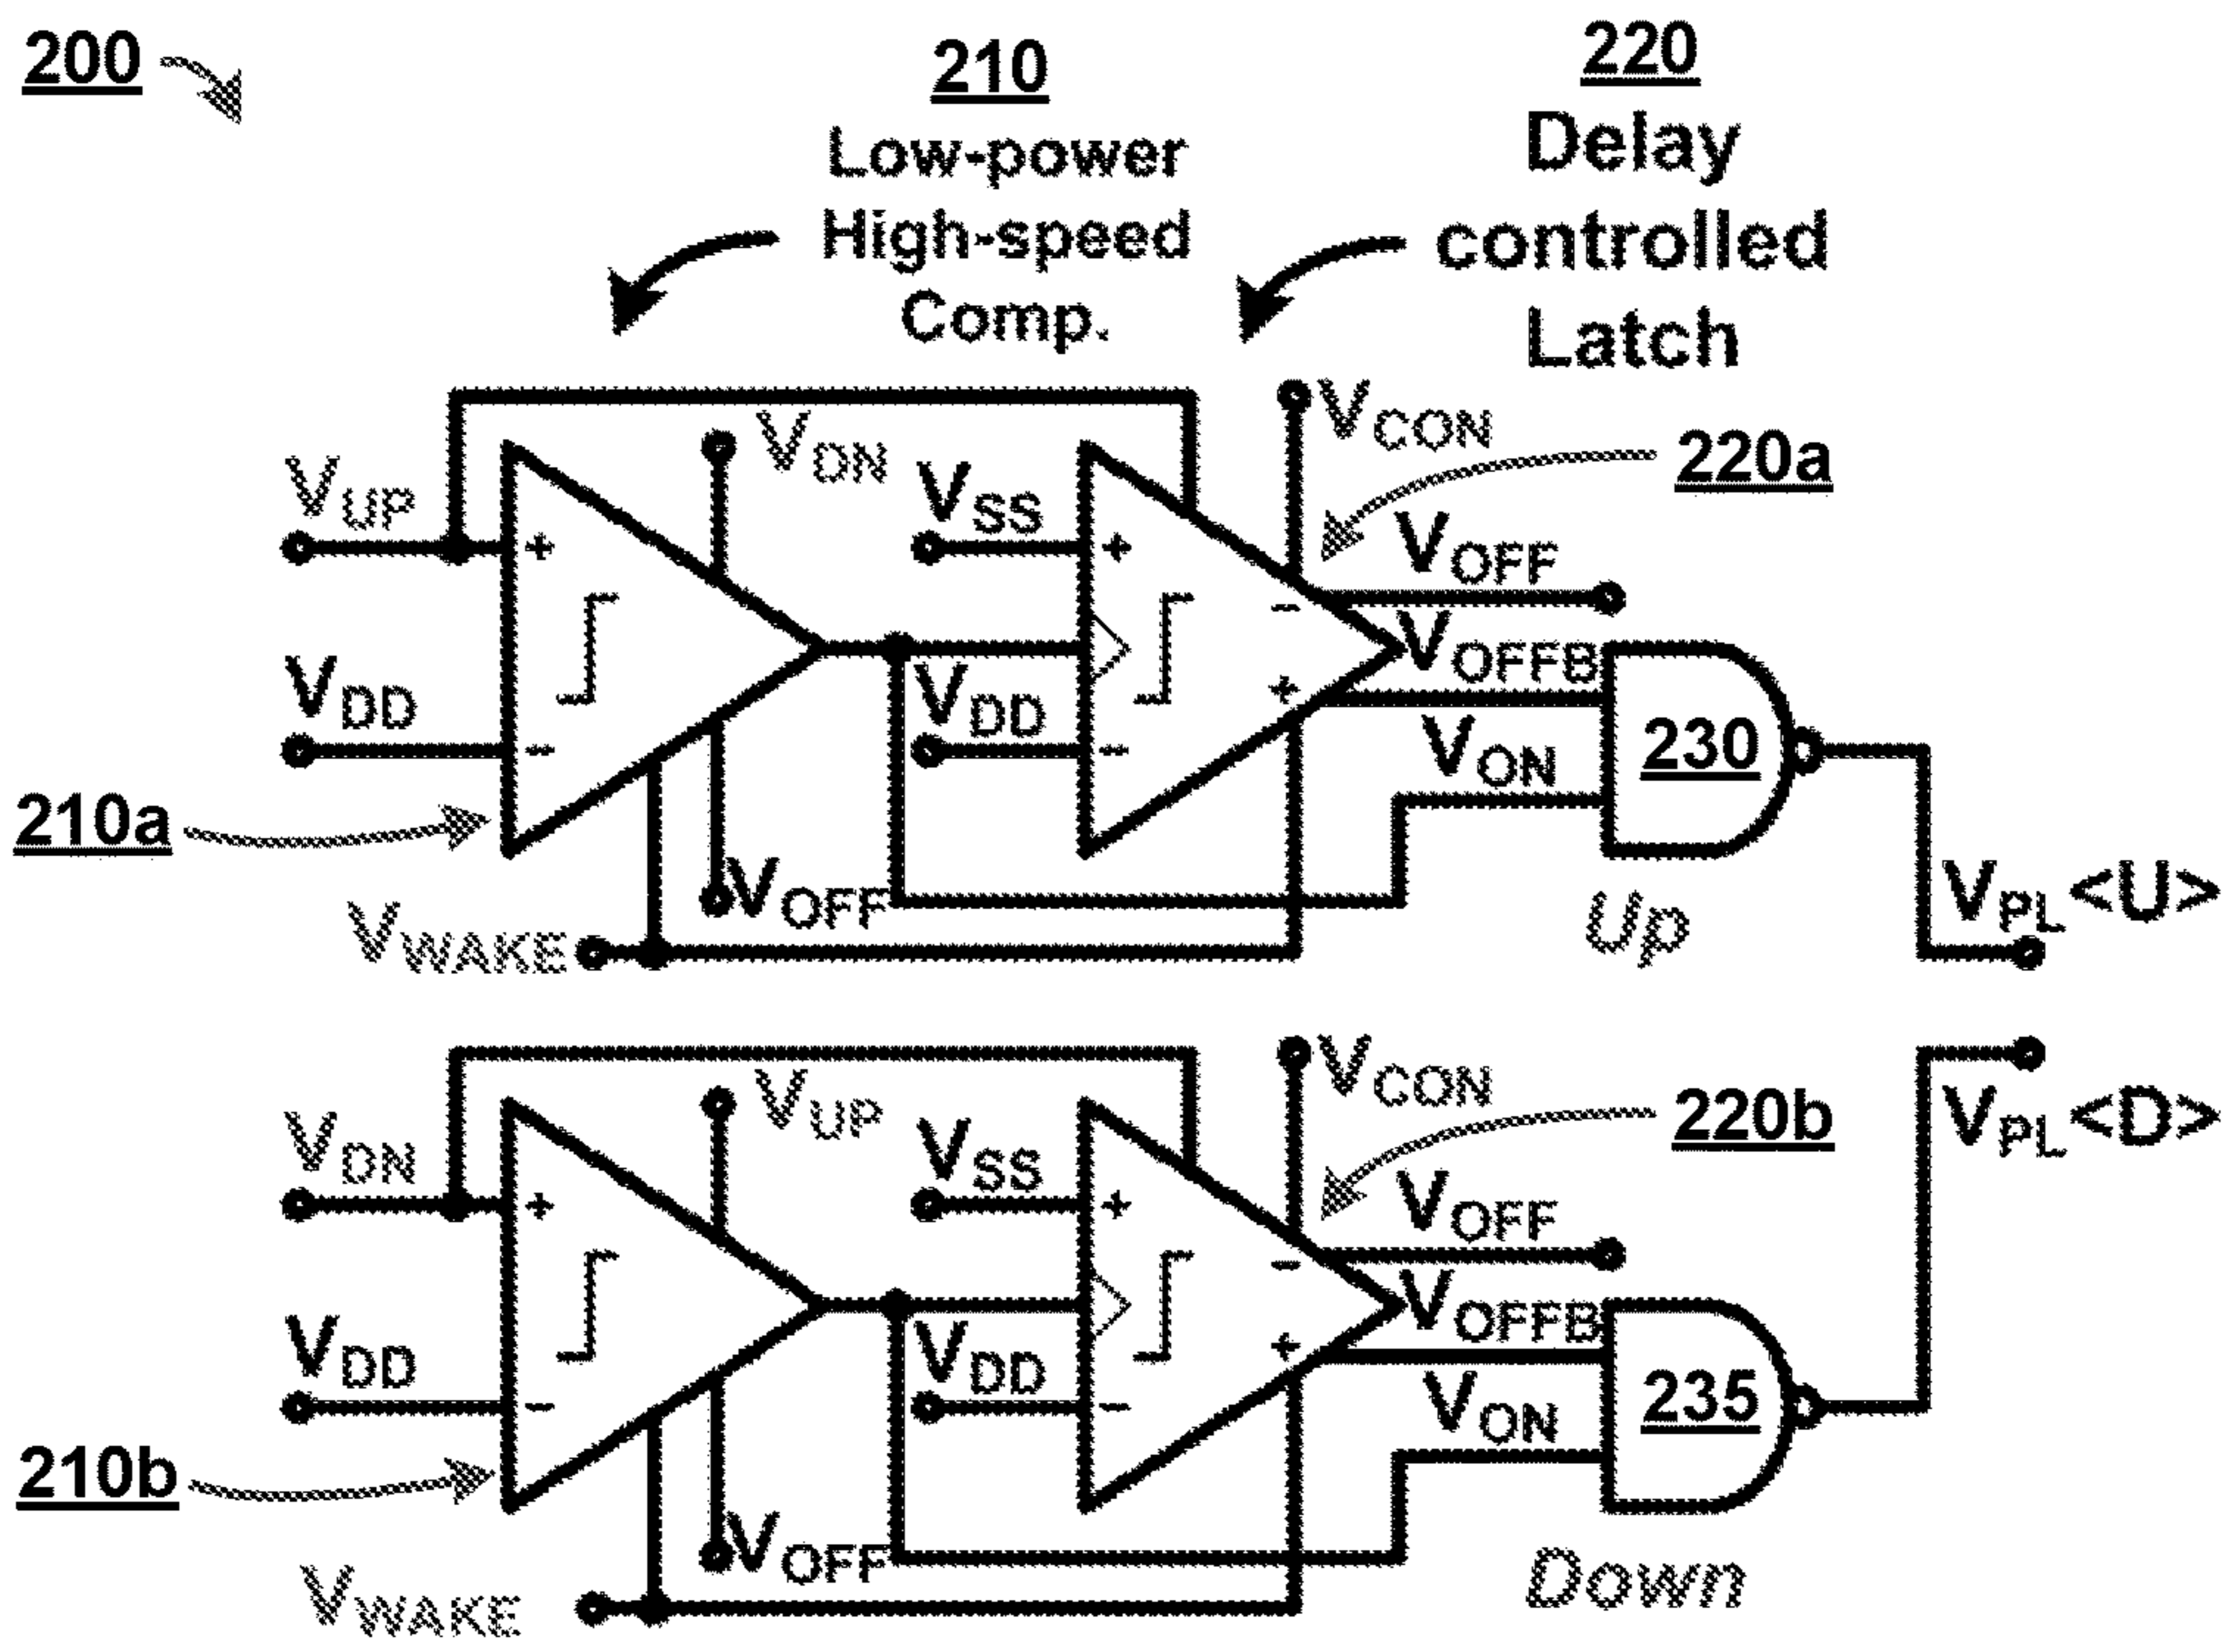 200
210
Low-power
High-speed
Comp.
220
Delay
controlled
Latch
VUP
VDN
VSS
VCON
220a
+
+
VOFF
−
VOFFB
VDD
VDD
+
VON
230
−
−
210a
VOFF
VWAKE
Up
VPL<U>
VDN
VUP
VSS
VCON
220b
VPL<D>
+
+
VOFF
−
VOFFB
VDD
VDD
+
VON
235
−
−
210b
VOFF
VWAKE
Down